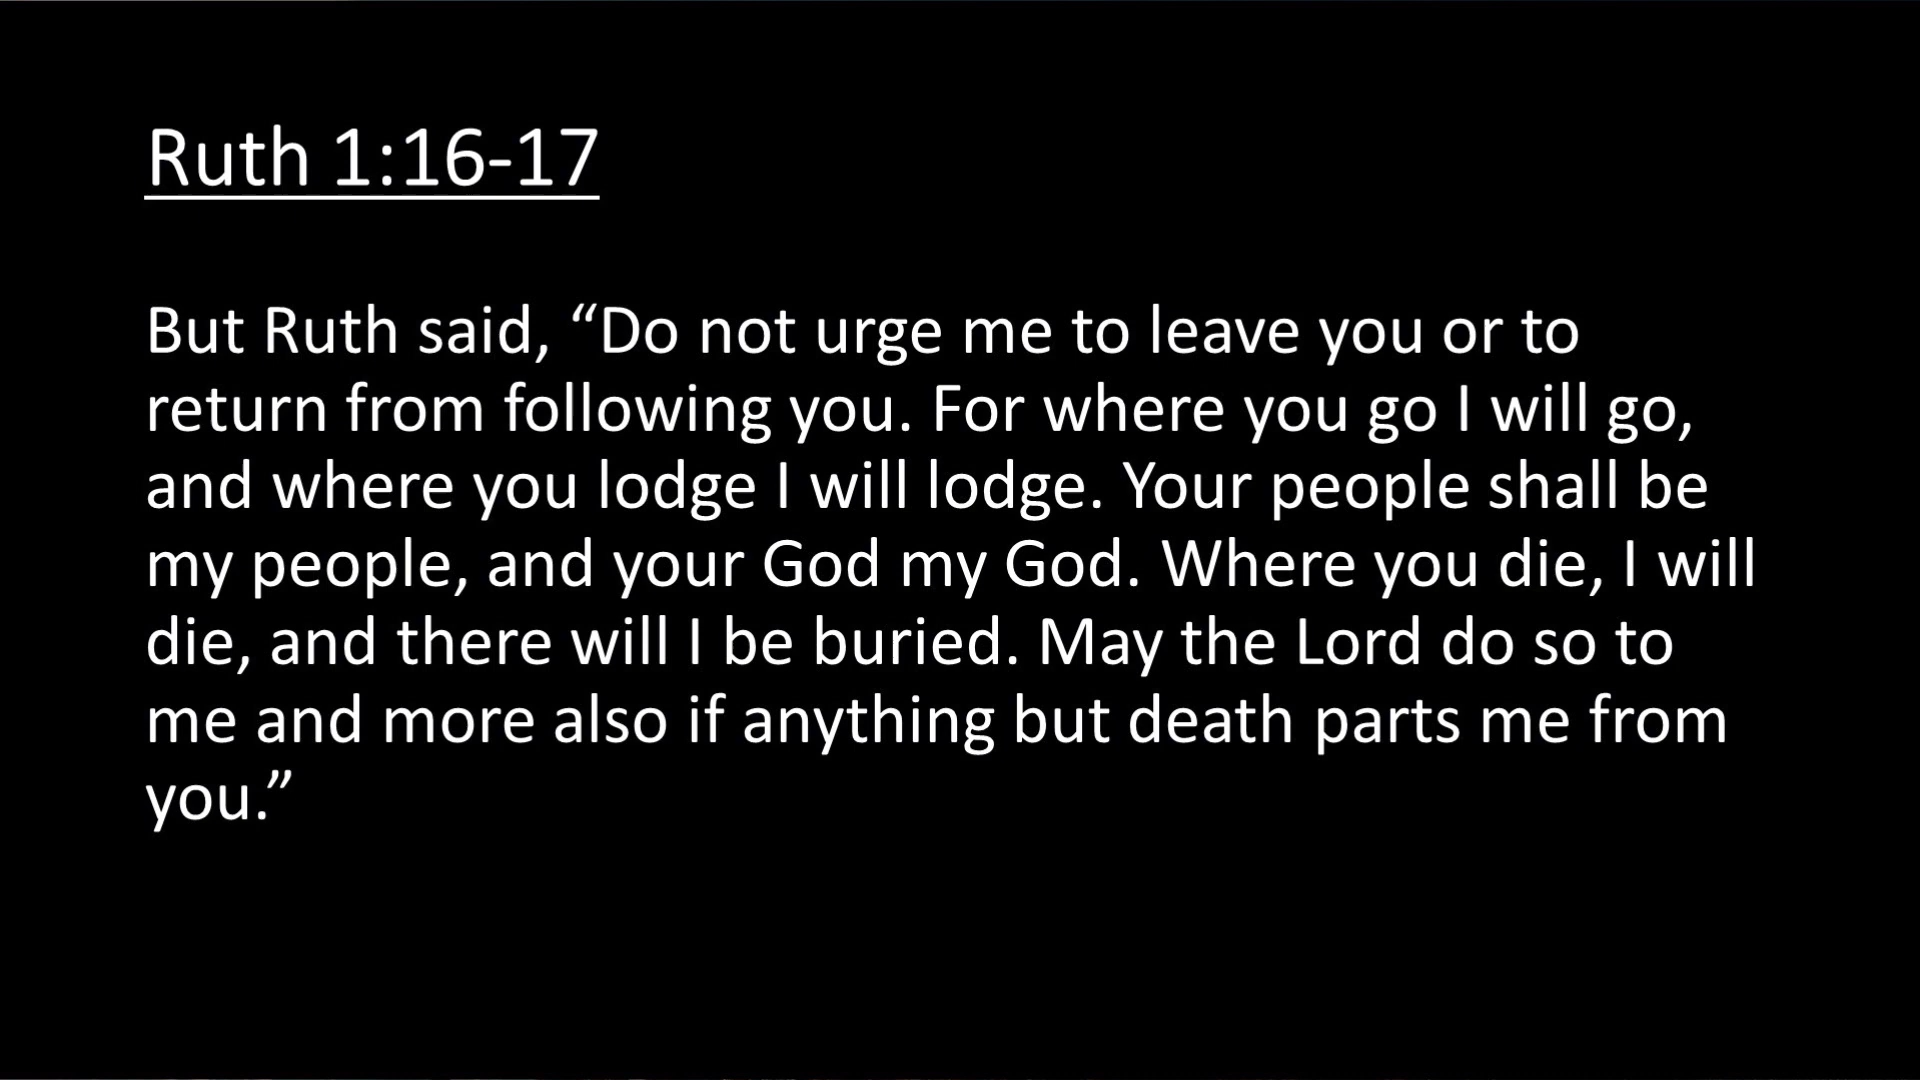 Ruth 1:16-17
But Ruth said, “Do not urge me to leave you or to
return from following you. For where you go I will go,
and where you lodge I will lodge. Your people shall be
my people, and your God my God. Where you die, I will
die, and there will I be buried. May the Lord do so to
me and more also if anything but death parts me from
you.”